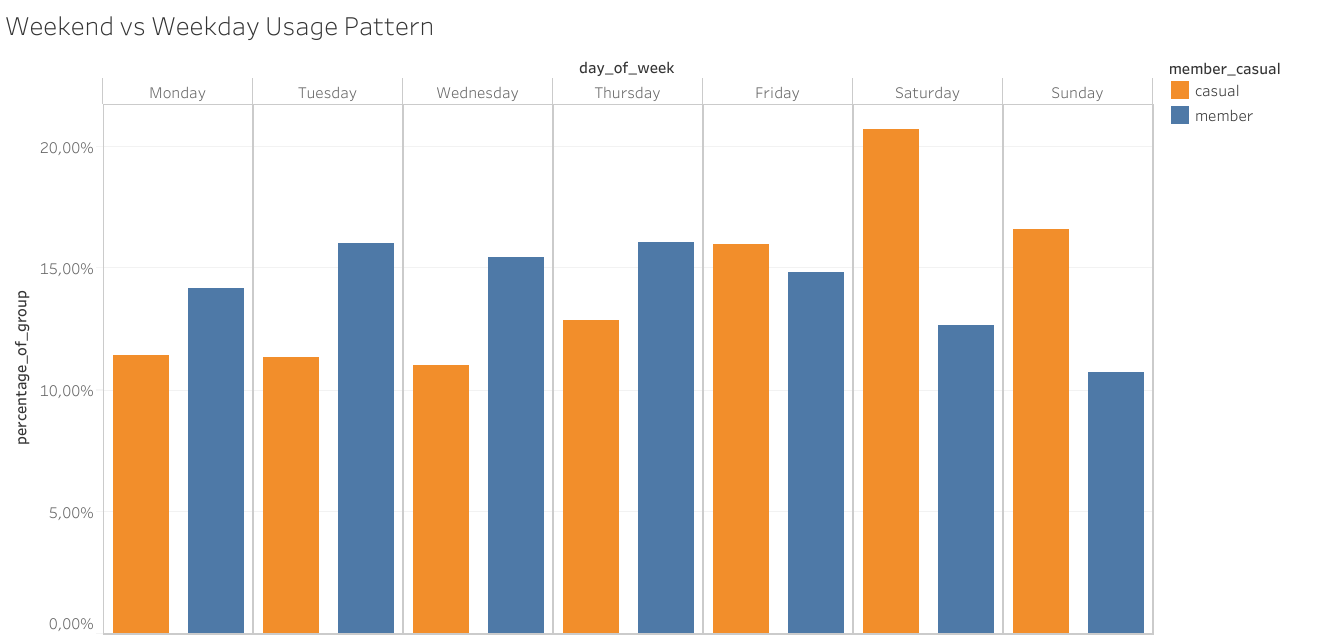 Weekend vs Weekday Usage Pattern
day_of_week
Monday Tuesday Wednesday Thursday Friday Saturday Sunday
member_casual
casual
member
percentage_of_group
20,00%
15,00%
10,00%
5,00%
0,00%